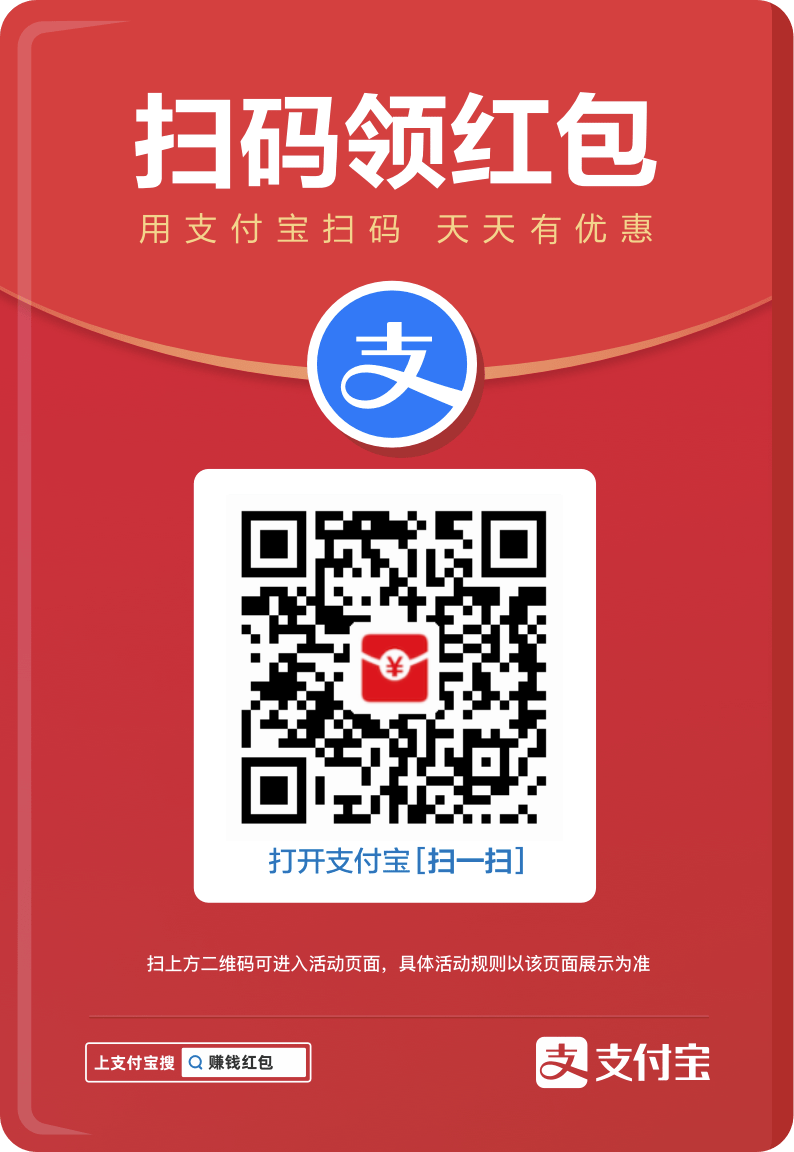 扫码领红包
用支付宝扫码 天天有优惠
支
¥
打开支付宝[扫一扫]
扫上方二维码可进入活动页面，具体活动规则以该页面展示为准
上支付宝搜 赚钱红包
支 支付宝